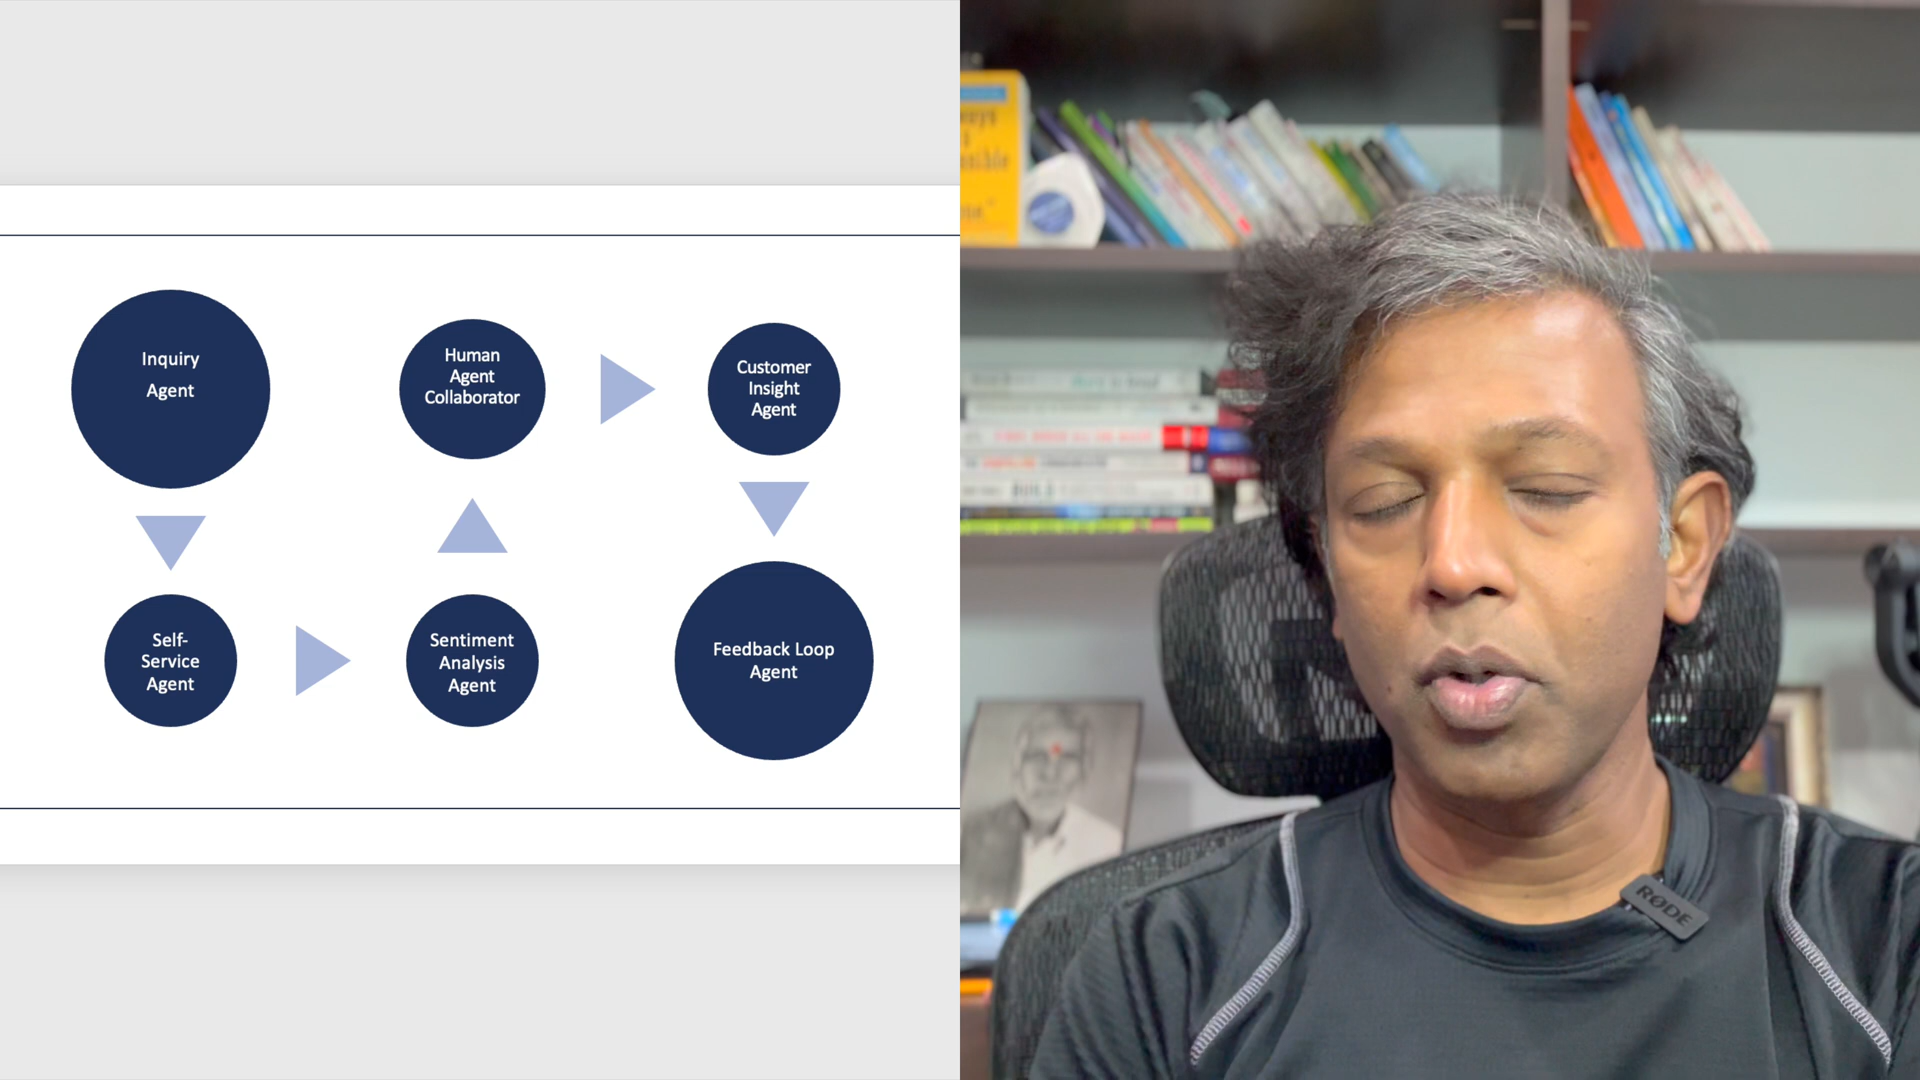 Inquiry
Agent
Self-
Service
Agent
Sentiment
Analysis
Agent
Human
Agent
Collaborator
Customer
Insight
Agent
Feedback Loop
Agent
RØDE